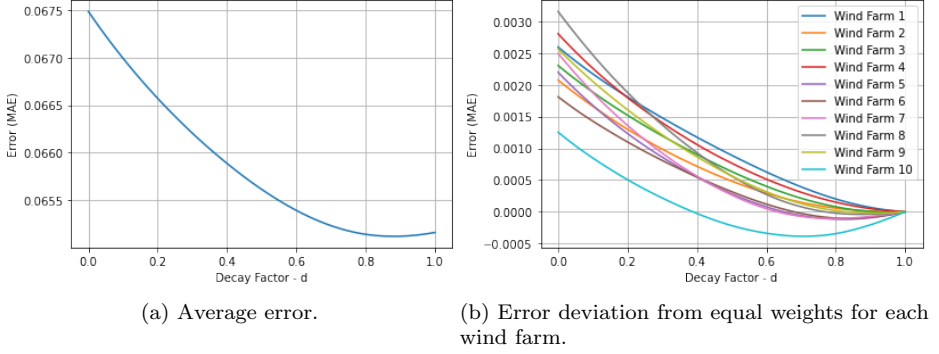 0.0675
0.0670
0.0665
0.0660
0.0655
Error (MAE)
0.0
0.2
0.4
0.6
0.8
1.0
Decay Factor - d
(a) Average error.
0.0030
0.0025
0.0020
0.0015
0.0010
0.0005
0.0000
−0.0005
Error (MAE)
0.0
0.2
0.4
0.6
0.8
1.0
Decay Factor - d
Wind Farm 1
Wind Farm 2
Wind Farm 3
Wind Farm 4
Wind Farm 5
Wind Farm 6
Wind Farm 7
Wind Farm 8
Wind Farm 9
Wind Farm 10
(b) Error deviation from equal weights for each
wind farm.